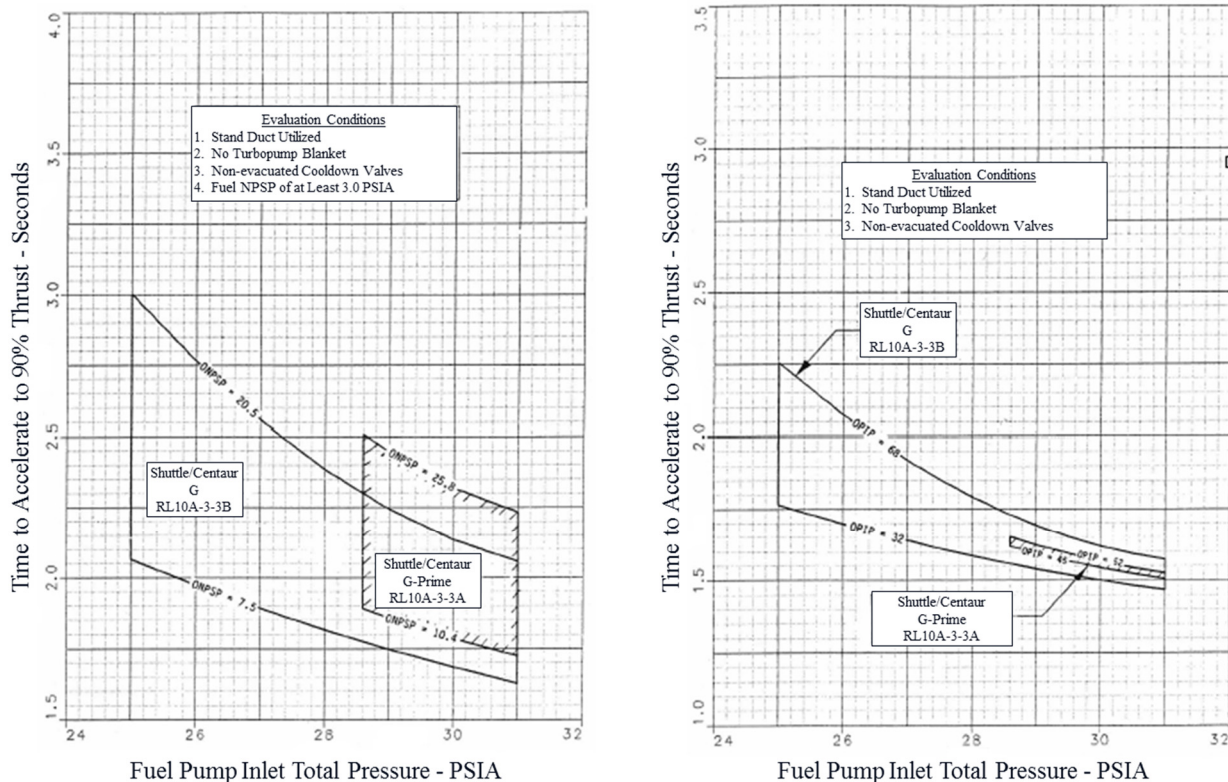 4.0
3.5
3.0
2.5
2.0
1.5
24
26
28
30
32
Time to Accelerate to 90% Thrust - Seconds
Fuel Pump Inlet Total Pressure - PSIA
Evaluation Conditions
1. Stand Duct Utilized
2. No Turbopump Blanket
3. Non-evacuated Cooldown Valves
4. Fuel NPSP of at Least 3.0 PSIA
ONPSP = 20.5
ONPSP = 25.8
Shuttle/Centaur
G
RL10A-3-3B
Shuttle/Centaur
G-Prime
RL10A-3-3A
ONPSP = 7.5
ONPSP = 10.4
3.5
3.0
2.5
2.0
1.5
1.0
24
26
28
30
32
Time to Accelerate to 90% Thrust - Seconds
Fuel Pump Inlet Total Pressure - PSIA
Evaluation Conditions
1. Stand Duct Utilized
2. No Turbopump Blanket
3. Non-evacuated Cooldown Valves
Shuttle/Centaur
G
RL10A-3-3B
OPIP = 68
OPIP = 32
OPIP = 45
OPIP = 52
Shuttle/Centaur
G-Prime
RL10A-3-3A